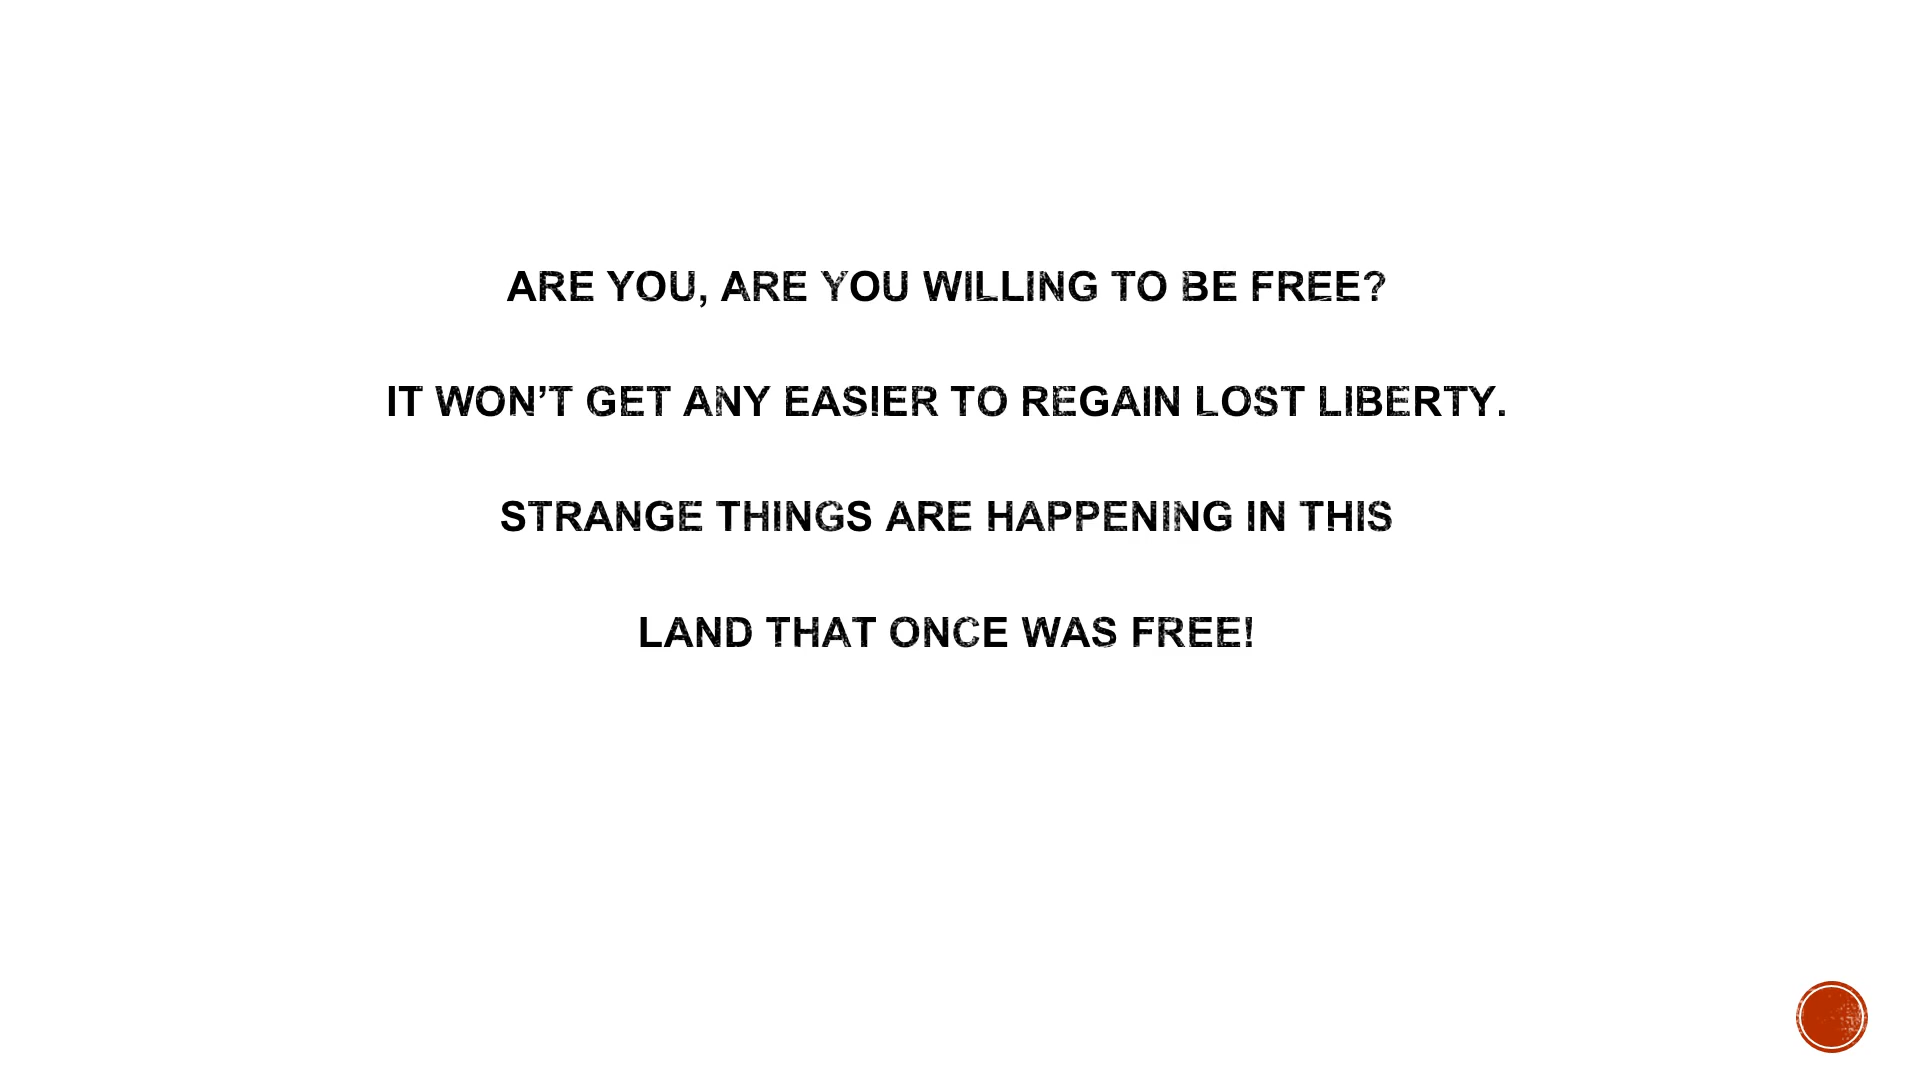 ARE YOU, ARE YOU WILLING TO BE FREE?
IT WON’T GET ANY EASIER TO REGAIN LOST LIBERTY.
STRANGE THINGS ARE HAPPENING IN THIS
LAND THAT ONCE WAS FREE!